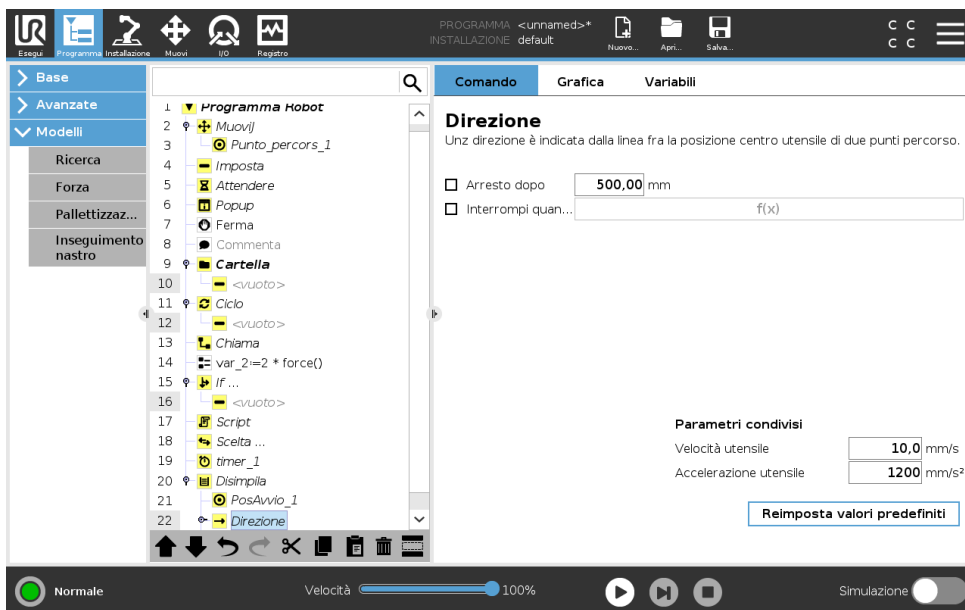 PROGRAMMA <unnamed>*
INSTALLAZIONE default
Esegui
Programma
Installazione
Muovi
I/O
Registro
Nuovo...
Apri...
Salva...
C C
C C
Base
Avanzate
Modelli
Ricerca
Forza
Pallettizzaz...
Inseguimento
nastro
1 Programma Robot
2 MuoviJ
3 Punto_percors_1
4 Imposta
5 Attendere
6 Popup
7 Ferma
8 Commenta
9 Cartella
10 <vuoto>
11 Ciclo
12 <vuoto>
13 Chiama
14 var_2:=2 * force()
15 If ...
16 <vuoto>
17 Script
18 Scelta ...
19 timer_1
20 Disimpila
21 PosAvvio_1
22 Direzione
Comando
Grafica
Variabili
Direzione
Unz direzione è indicata dalla linea fra la posizione centro utensile di due punti percorso.
Arresto dopo 500,00 mm
Interrompi quan... f(x)
Parametri condivisi
Velocità utensile 10,0 mm/s
Accelerazione utensile 1200 mm/s²
Reimposta valori predefiniti
Normale
Velocità 100%
Simulazione